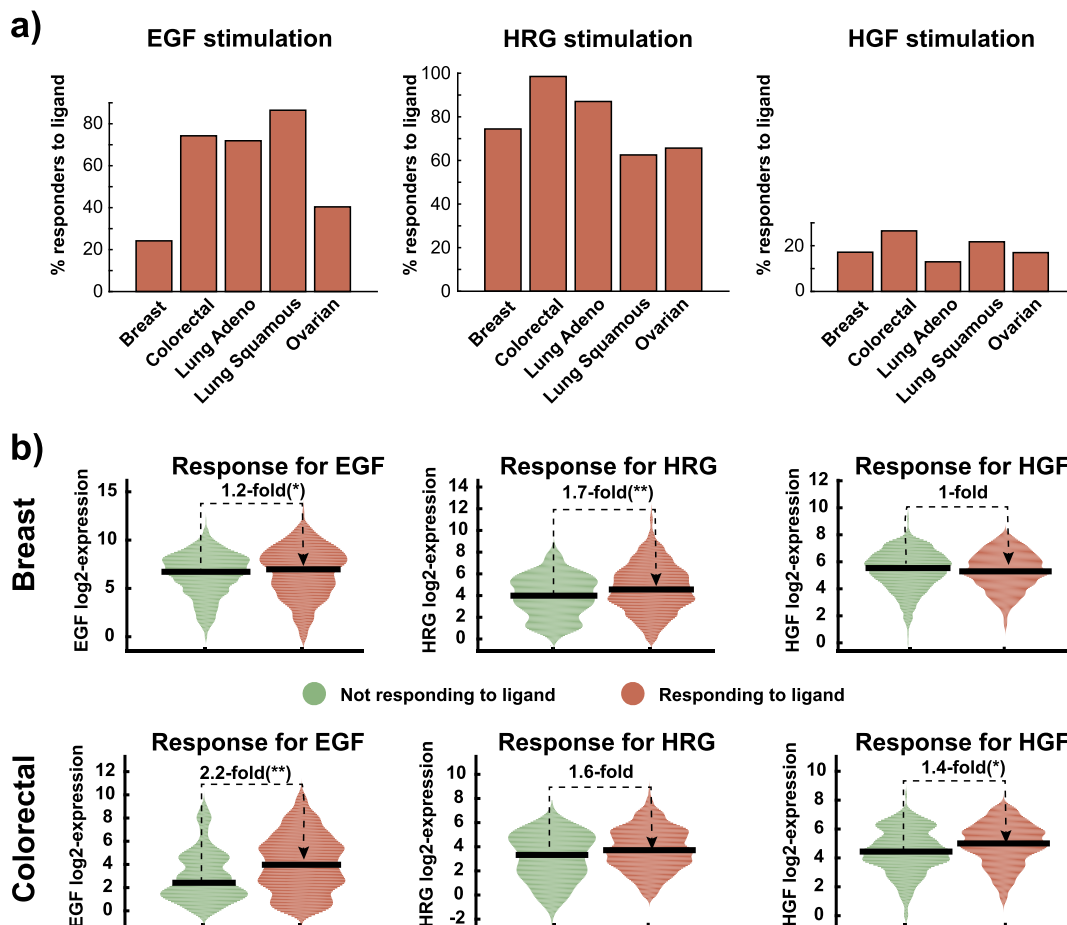 a)
EGF stimulation
HRG stimulation
HGF stimulation
% responders to ligand
80
60
40
20
0
Breast
Colorectal
Lung Adeno
Lung Squamous
Ovarian
% responders to ligand
100
80
60
40
20
0
Breast
Colorectal
Lung Adeno
Lung Squamous
Ovarian
% responders to ligand
20
0
Breast
Colorectal
Lung Adeno
Lung Squamous
Ovarian
b)
Breast
Response for EGF
1.2-fold(*)
EGF log2-expression
15
10
5
0
Response for HRG
1.7-fold(**)
HRG log2-expression
14
12
10
8
6
4
2
0
Response for HGF
1-fold
HGF log2-expression
12
10
8
6
4
2
0
Not responding to ligand
Responding to ligand
Colorectal
Response for EGF
2.2-fold(**)
EGF log2-expression
12
10
8
6
4
2
0
Response for HRG
1.6-fold
HRG log2-expression
10
8
6
4
2
0
-2
Response for HGF
1.4-fold(*)
HGF log2-expression
10
8
6
4
2
0